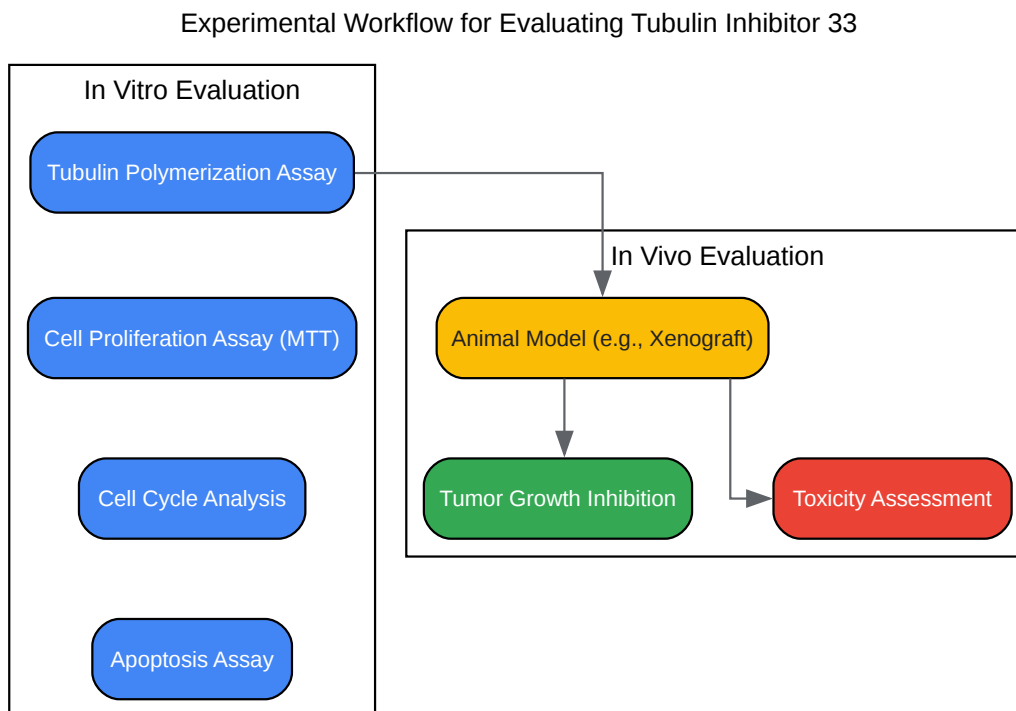 Experimental Workflow for Evaluating Tubulin Inhibitor 33
In Vitro Evaluation
Tubulin Polymerization Assay
Cell Proliferation Assay (MTT)
Cell Cycle Analysis
Apoptosis Assay
In Vivo Evaluation
Animal Model (e.g., Xenograft)
Tumor Growth Inhibition
Toxicity Assessment